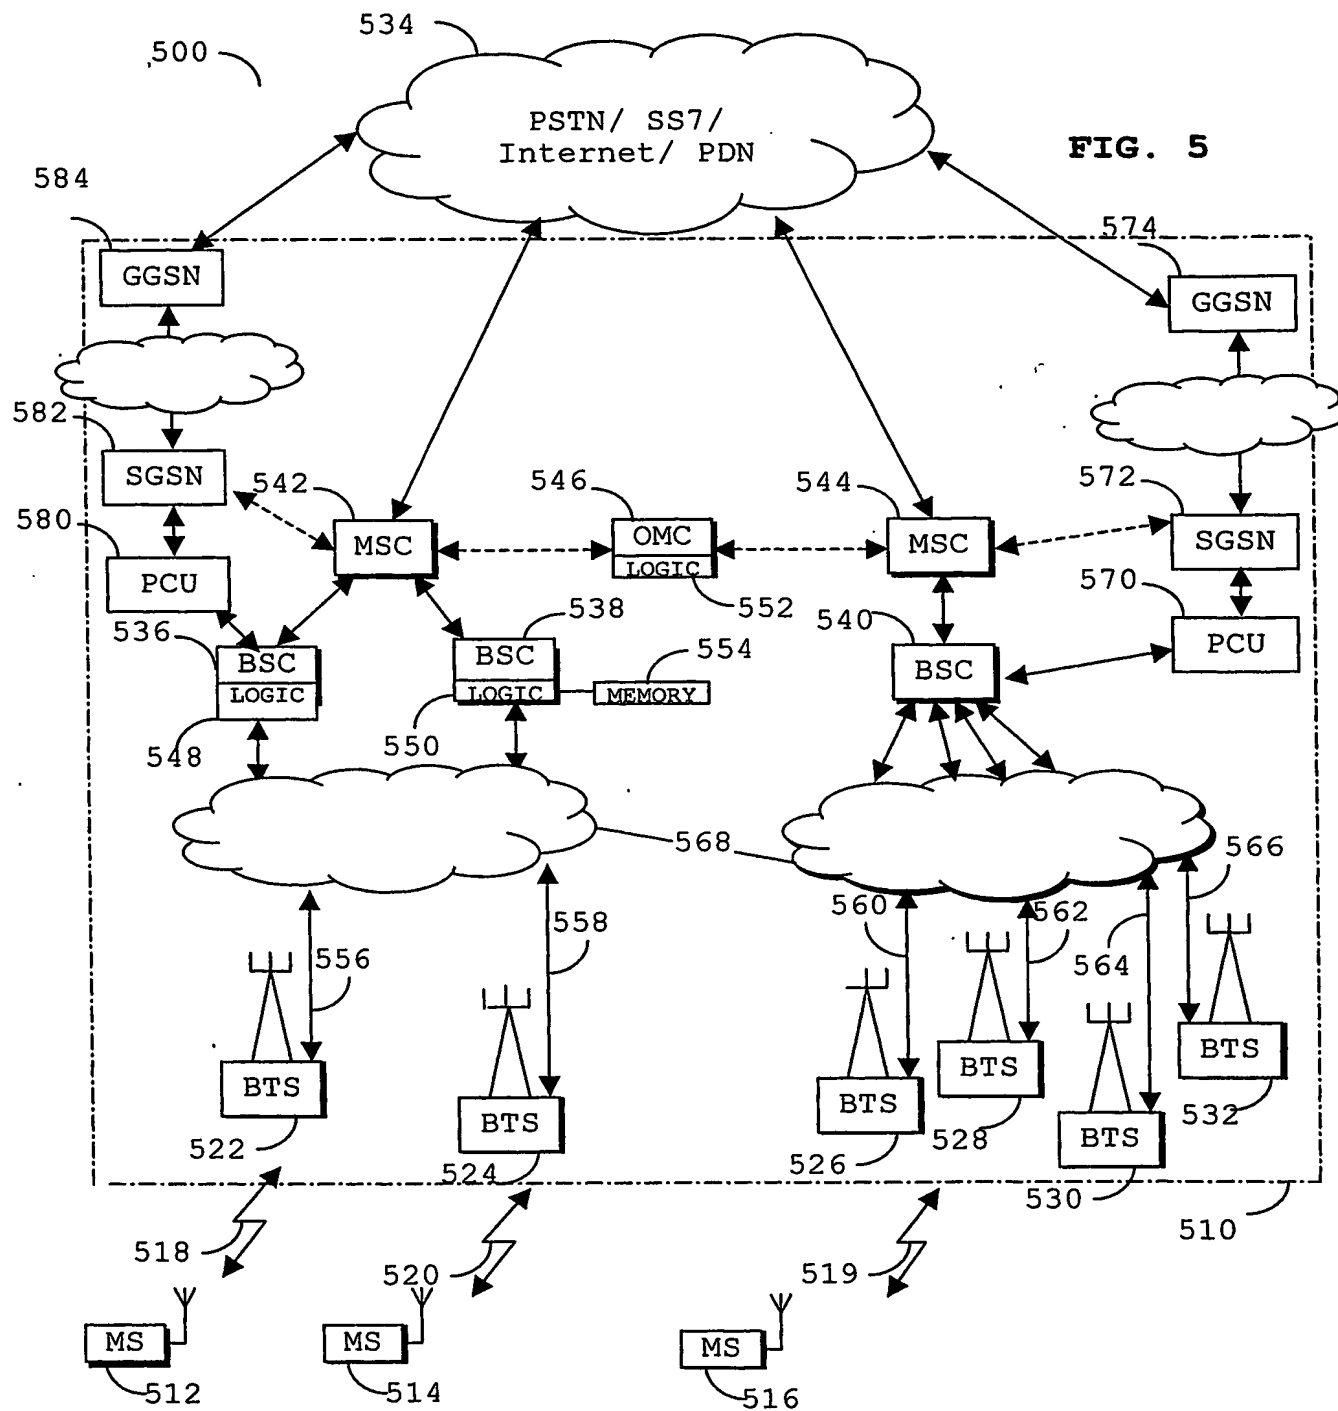 534
500
PSTN/ SS7/
Internet/ PDN
FIG. 5
584
574
GGSN
GGSN
582
SGSN
542
546
544
572
580
MSC
OMC
LOGIC
MSC
SGSN
PCU
552
570
536
538
540
PCU
BSC
LOGIC
BSC
LOGIC
554
MEMORY
BSC
548
550
568
566
560
562
558
556
564
BTS
BTS
BTS
BTS
BTS
BTS
522
524
526
528
530
532
510
518
520
519
MS
MS
MS
512
514
516